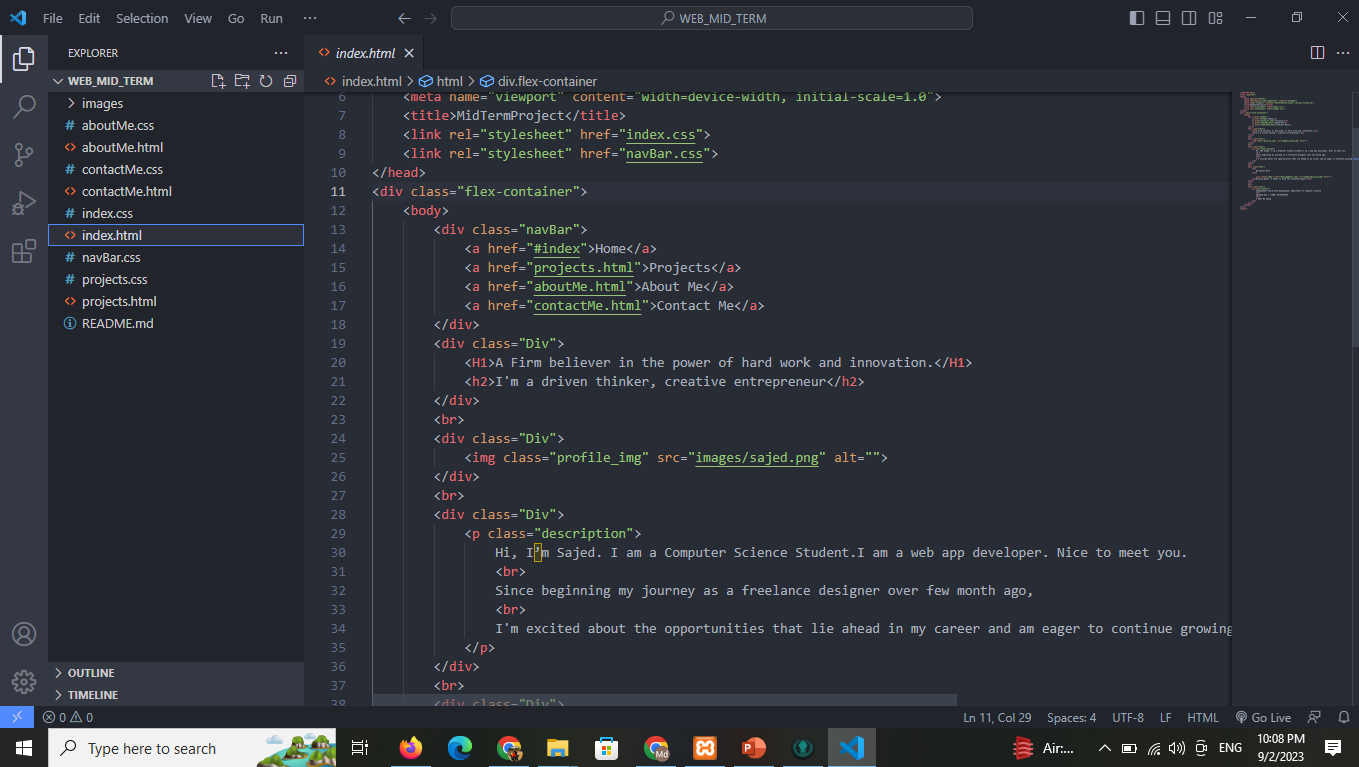 File Edit Selection View Go Run ··· WEB_MID_TERM
EXPLORER ···
WEB_MID_TERM
images
aboutMe.css
aboutMe.html
contactMe.css
contactMe.html
index.css
index.html
navBar.css
projects.css
projects.html
README.md
OUTLINE
TIMELINE
index.html
index.html > html > div.flex-container
6 <meta name="viewport" content="width=device-width, initial-scale=1.0">
7 <title>MidTermProject</title>
8 <link rel="stylesheet" href="index.css">
9 <link rel="stylesheet" href="navBar.css">
10 </head>
11 <div class="flex-container">
12 <body>
13 <div class="navBar">
14 <a href="#index">Home</a>
15 <a href="projects.html">Projects</a>
16 <a href="aboutMe.html">About Me</a>
17 <a href="contactMe.html">Contact Me</a>
18 </div>
19 <div class="Div">
20 <H1>A Firm believer in the power of hard work and innovation.</H1>
21 <h2>I'm a driven thinker, creative entrepreneur</h2>
22 </div>
23 <br>
24 <div class="Div">
25 <img class="profile_img" src="images/sajed.png" alt="">
26 </div>
27 <br>
28 <div class="Div">
29 <p class="description">
30 Hi, I’m Sajed. I am a Computer Science Student.I am a web app developer. Nice to meet you.
31 <br>
32 Since beginning my journey as a freelance designer over few month ago,
33 <br>
34 I'm excited about the opportunities that lie ahead in my career and am eager to continue growing
35 </p>
36 </div>
37 <br>
38 <div class="Div">
0 0 Ln 11, Col 29 Spaces: 4 UTF-8 LF HTML Go Live
Type here to search Air:... ENG 10:08 PM
9/2/2023